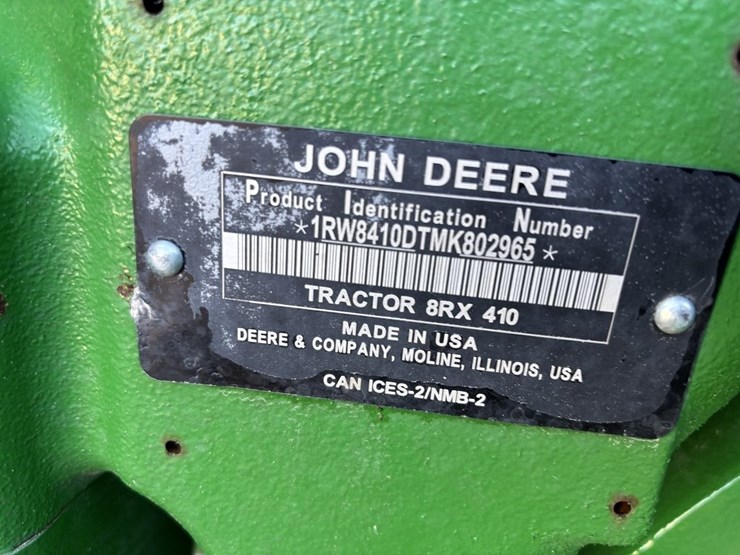 JOHN DEERE
Product Identification Number
*1RW8410DTMK802965*
TRACTOR 8RX 410
MADE IN USA
DEERE & COMPANY, MOLINE, ILLINOIS, USA
CAN ICES-2/NMB-2